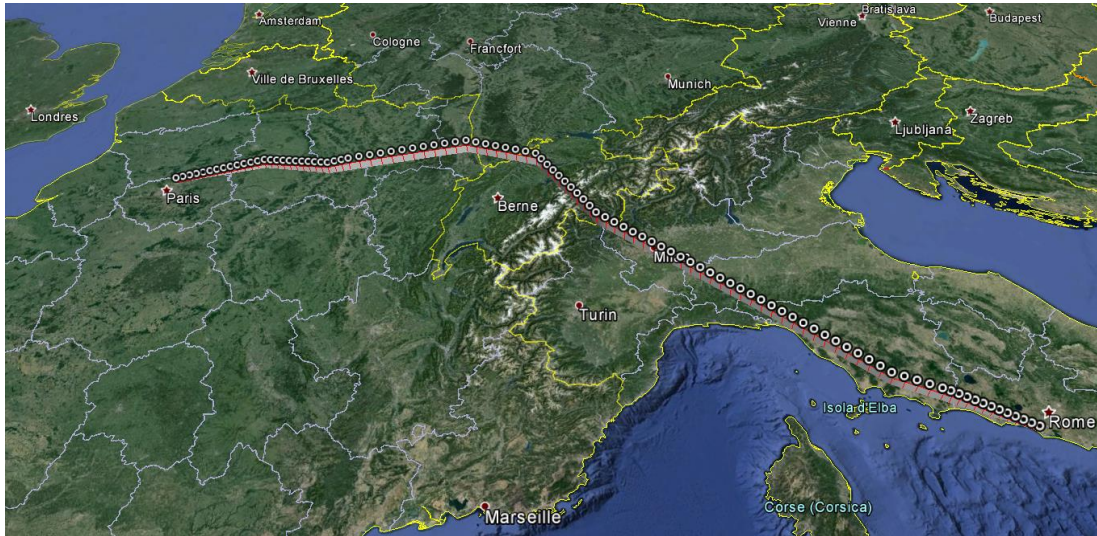 Amsterdam
Bratislava
Vienne
Budapest
Cologne
Francfort
Ville de Bruxelles
Munich
Londres
Zagreb
Ljubljana
Paris
Berne
Turin
Isola d'Elba
Rome
Corse (Corsica)
Marseille